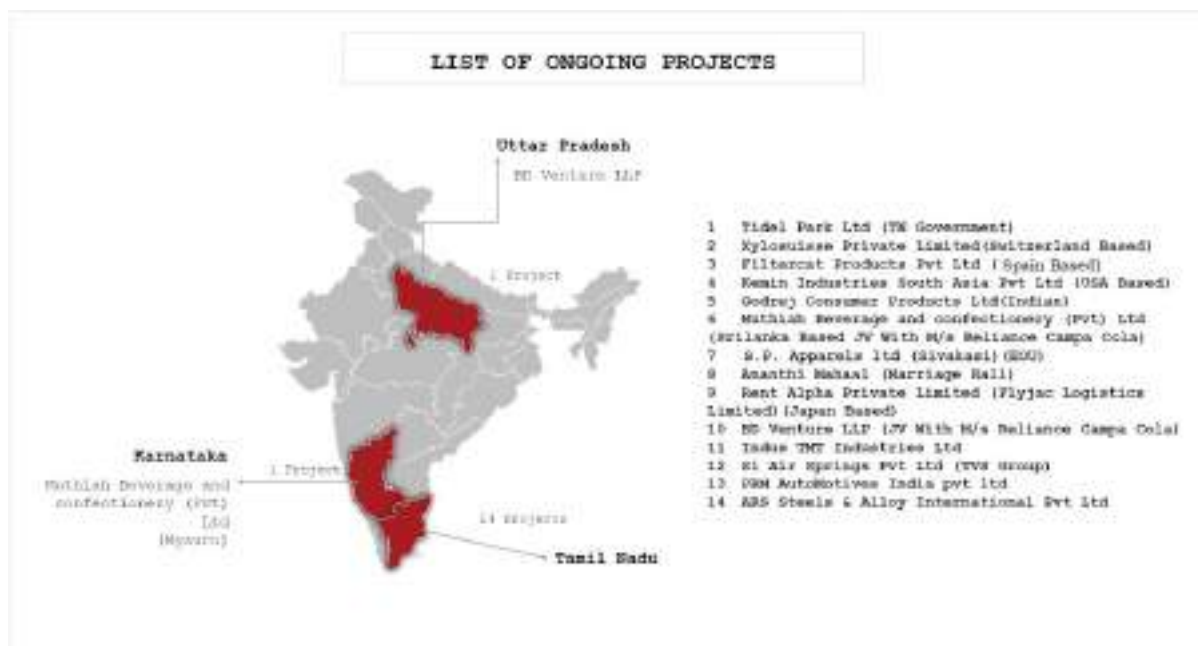 LIST OF ONGOING PROJECTS
Uttar Pradesh
BD Venture LLP
1 Project
Karnataka
1 Project
Muthiah Beverage and
confectionery (Pvt)
Ltd
14 Projects
Tamil Nadu
1 Tidel Park Ltd (TN Government)
2 Xylosuisse Private Limited(Switzerland Based)
3 Filtercat Products Pvt Ltd ( Spain Based)
4 Kemin Industries South Asia Pvt Ltd (USA Based)
5 Godrej Consumer Products Ltd(Indian)
6 Muthiah Beverage and confectionery (Pvt) Ltd
(Srilanka Based JV With M/s Reliance Campa Cola)
7 S.P. Apparels ltd (Sivakasi)(EOU)
8 Ananthi Mahaal (Marriage Hall)
9 Rent Alpha Private Limited (Flyjac Logistics
Limited)(Japan Based)
10 BD Venture LLP (JV With M/s Reliance Campa Cola)
11 Indus TMT Industries Ltd
12 Si Air Springs Pvt Ltd (TVS Group)
13 AutoMotives India pvt ltd
14 ARS Steels & Alloy International Pvt Ltd